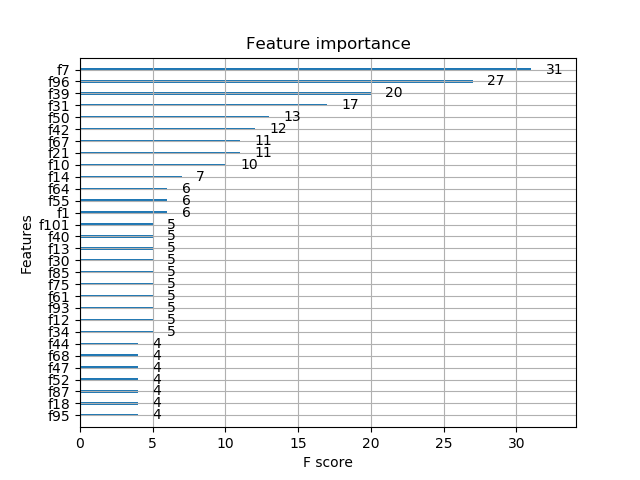 Feature importance
f7 31
f96 27
f39 20
f31 17
f50 13
f42 12
f67 11
f21 11
f10 10
f14 7
f64 6
f55 6
f1 6
f101 5
f40 5
f13 5
f30 5
f85 5
f75 5
f61 5
f93 5
f12 5
f34 5
f44 4
f68 4
f47 4
f52 4
f87 4
f18 4
f95 4
Features
0 5 10 15 20 25 30
F score